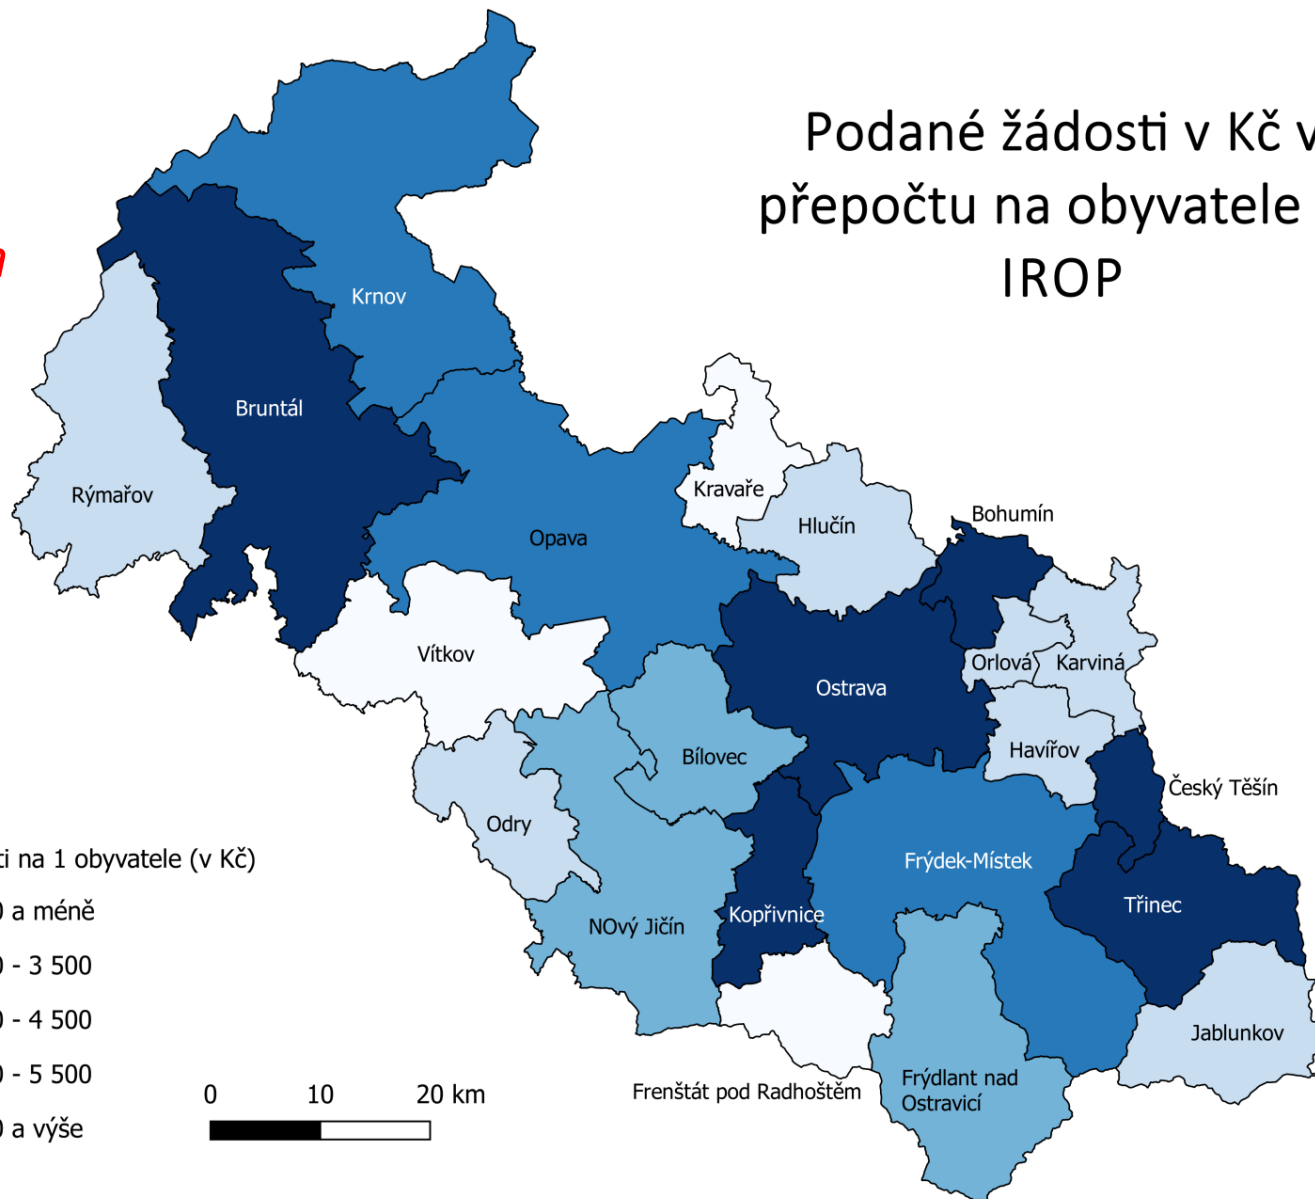 Podané žádosti v Kč v
přepočtu na obyvatele
IROP
Krnov
Bruntál
Rýmařov
Kravaře
Hlučín
Bohumín
Opava
Vítkov
Orlová
Karviná
Ostrava
Bílovec
Havířov
Český Těšín
Odry
Frýdek-Místek
Třinec
NOvý Jičín
Kopřivnice
Jablunkov
Frýdlant nad
Ostravicí
Frenštát pod Radhoštěm
na 1 obyvatele (v Kč)
a méně
- 3 500
- 4 500
- 5 500
a výše
0 10 20 km